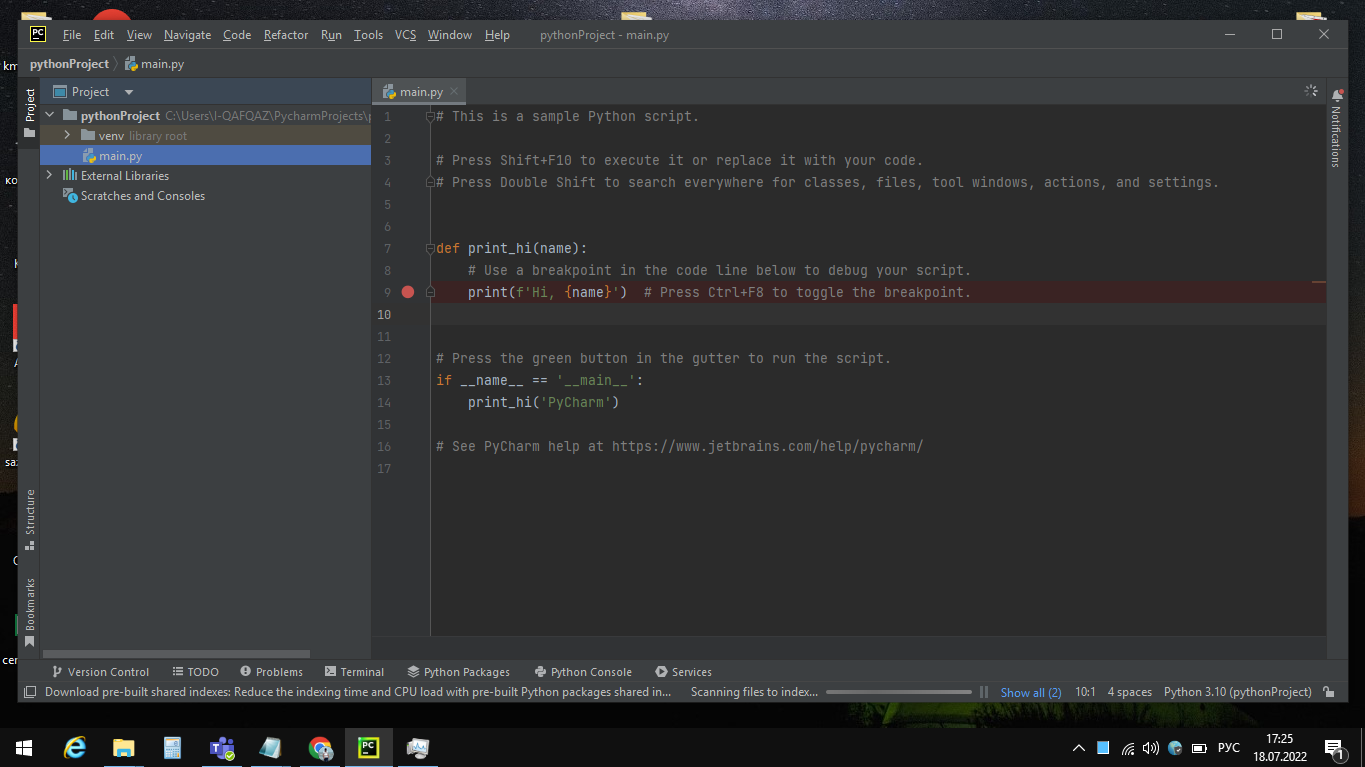 PC File Edit View Navigate Code Refactor Run Tools VCS Window Help pythonProject - main.py
pythonProject main.py
Project
Project
main.py
Notifications
pythonProject C:\Users\I-QAFQAZ\PycharmProjects\
venv library root
main.py
External Libraries
Scratches and Consoles
1 # This is a sample Python script.
2
3 # Press Shift+F10 to execute it or replace it with your code.
4 # Press Double Shift to search everywhere for classes, files, tool windows, actions, and settings.
5
6
7 def print_hi(name):
8 # Use a breakpoint in the code line below to debug your script.
9 print(f'Hi, {name}')  # Press Ctrl+F8 to toggle the breakpoint.
10
11
12 # Press the green button in the gutter to run the script.
13 if __name__ == '__main__':
14 print_hi('PyCharm')
15
16 # See PyCharm help at https://www.jetbrains.com/help/pycharm/
17
Structure
Bookmarks
Version Control TODO Problems Terminal Python Packages Python Console Services
Download pre-built shared indexes: Reduce the indexing time and CPU load with pre-built Python packages shared in... Scanning files to index... Show all (2) 10:1 4 spaces Python 3.10 (pythonProject)
PC
РУС
17:25
18.07.2022
1